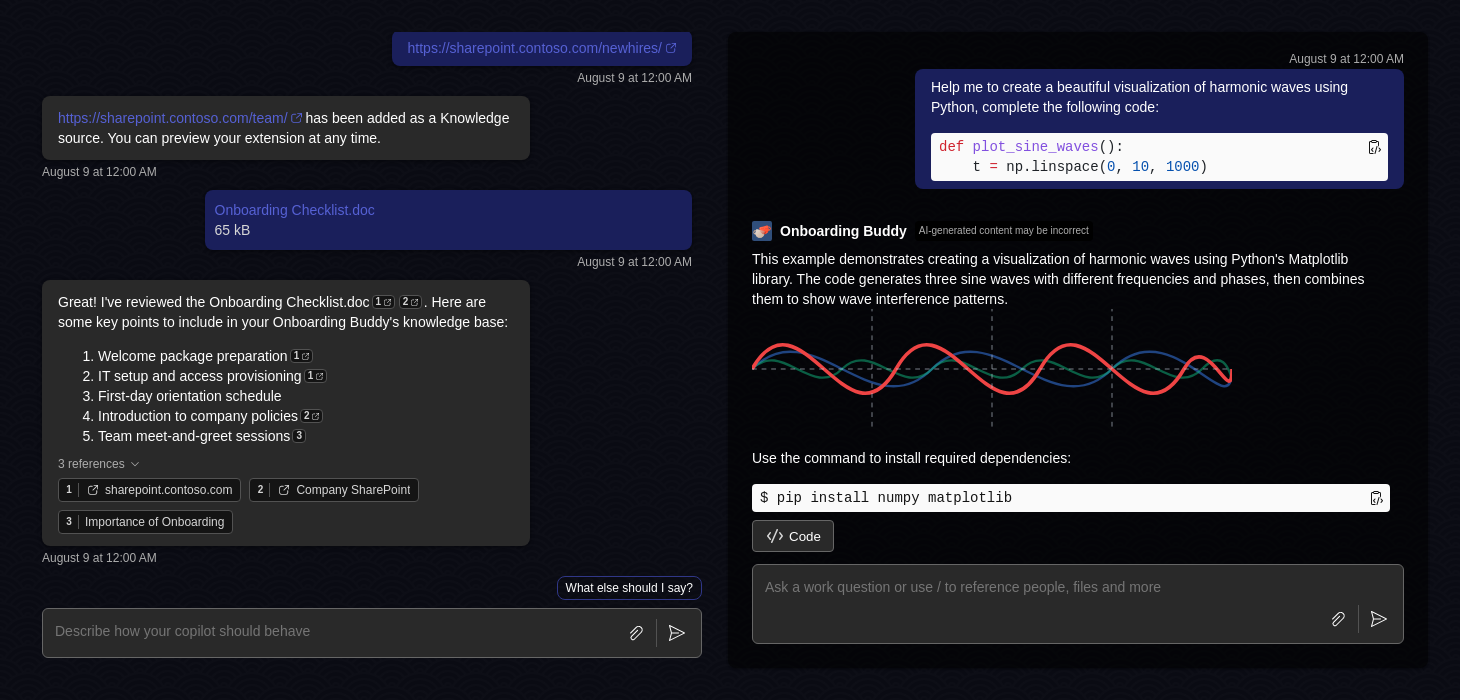 https://sharepoint.contoso.com/newhires/
August 9 at 12:00 AM
https://sharepoint.contoso.com/team/ has been added as a Knowledge
source. You can preview your extension at any time.
August 9 at 12:00 AM
Onboarding Checklist.doc
65 kB
August 9 at 12:00 AM
Great! I've reviewed the Onboarding Checklist.doc 1 2 . Here are
some key points to include in your Onboarding Buddy's knowledge base:
1. Welcome package preparation 1
2. IT setup and access provisioning 1
3. First-day orientation schedule
4. Introduction to company policies 2
5. Team meet-and-greet sessions 3
3 references
1 sharepoint.contoso.com 2 Company SharePoint
3 Importance of Onboarding
August 9 at 12:00 AM
What else should I say?
Describe how your copilot should behave
August 9 at 12:00 AM
Help me to create a beautiful visualization of harmonic waves using
Python, complete the following code:
def plot_sine_waves():
    t = np.linspace(0, 10, 1000)
Onboarding Buddy AI-generated content may be incorrect
This example demonstrates creating a visualization of harmonic waves using Python's Matplotlib
library. The code generates three sine waves with different frequencies and phases, then combines
them to show wave interference patterns.
Use the command to install required dependencies:
$ pip install numpy matplotlib
Code
Ask a work question or use / to reference people, files and more